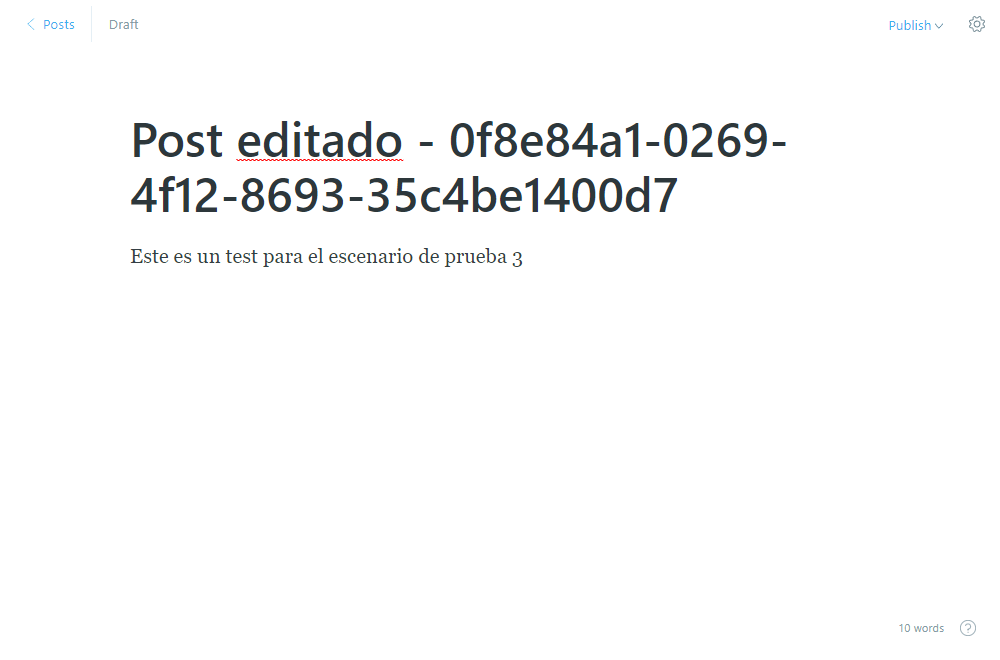 Posts
Draft
Publish
Post editado - 0f8e84a1-0269-
4f12-8693-35c4be1400d7
Este es un test para el escenario de prueba 3
10 words
?